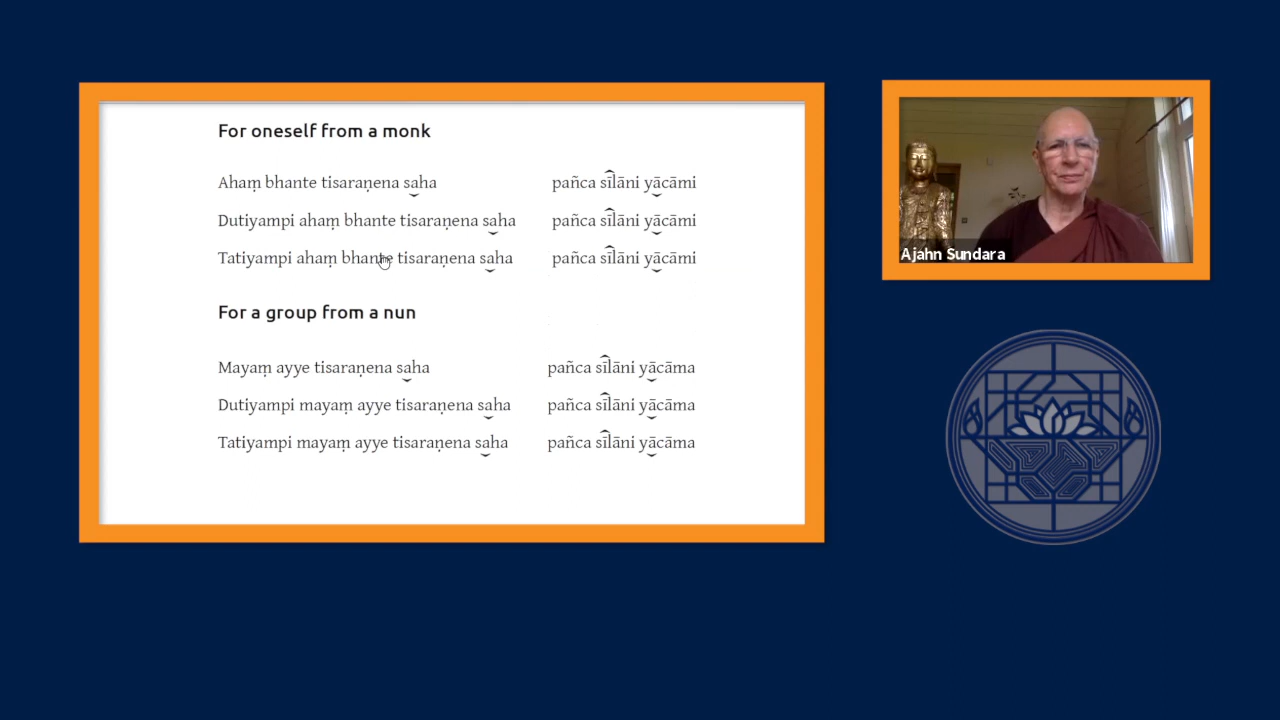 For oneself from a monk
Ahaṃ bhante tisaraṇena saha pañca sīlāni yācāmi
Dutiyampi ahaṃ bhante tisaraṇena saha pañca sīlāni yācāmi
Tatiyampi ahaṃ bhante tisaraṇena saha pañca sīlāni yācāmi
For a group from a nun
Mayaṃ ayye tisaraṇena saha pañca sīlāni yācāma
Dutiyampi mayaṃ ayye tisaraṇena saha pañca sīlāni yācāma
Tatiyampi mayaṃ ayye tisaraṇena saha pañca sīlāni yācāma
Ajahn Sundara